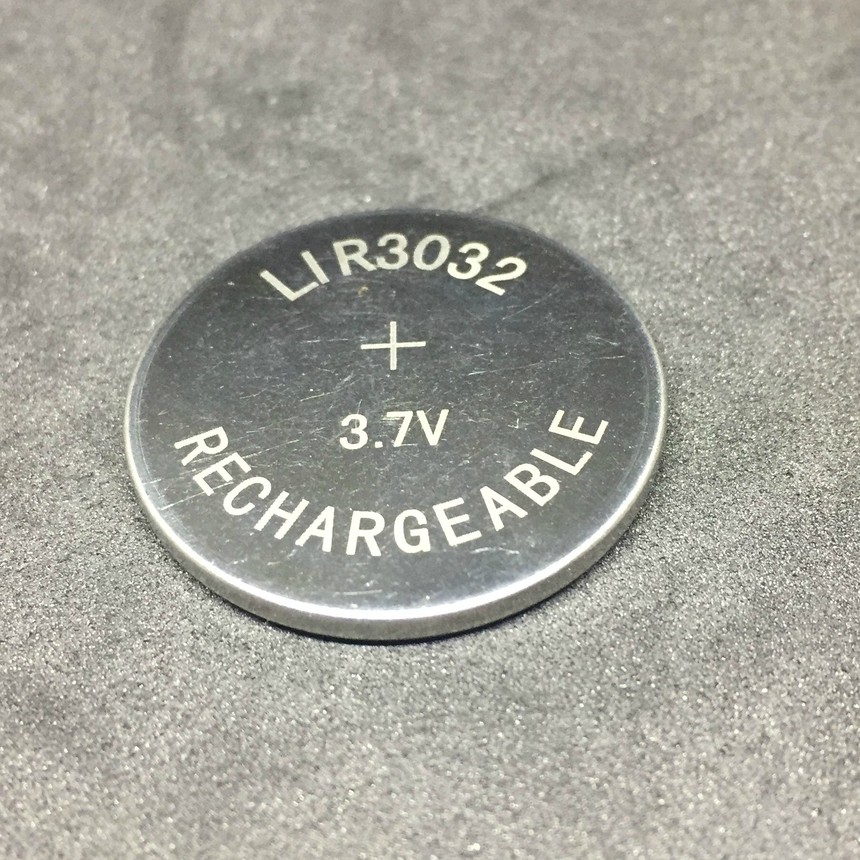 LIR3032
+
3.7V
RECHARGEABLE